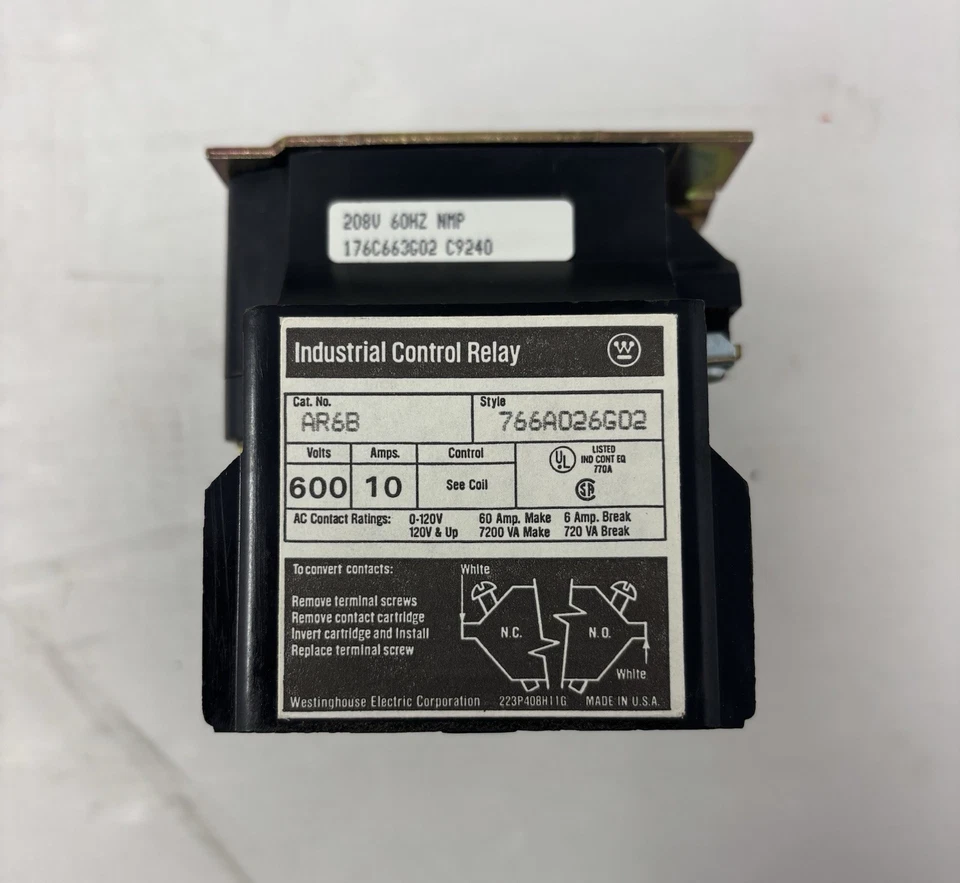 208V 60HZ NMP
176C663G02 C9240
Industrial Control Relay
W
Cat. No. Style
AR6B 766A026G02
Volts Amps. Control
600 10 See Coil
UL LISTED
IND CONT EQ
770A
SA
AC Contact Ratings: 0-120V 60 Amp. Make 6 Amp. Break
120V & Up 7200 VA Make 720 VA Break
To convert contacts:
Remove terminal screws
Remove contact cartridge
Invert cartridge and Install
Replace terminal screw
White
N.C. N.O.
White
Westinghouse Electric Corporation 223P408H11G MADE IN U.S.A.